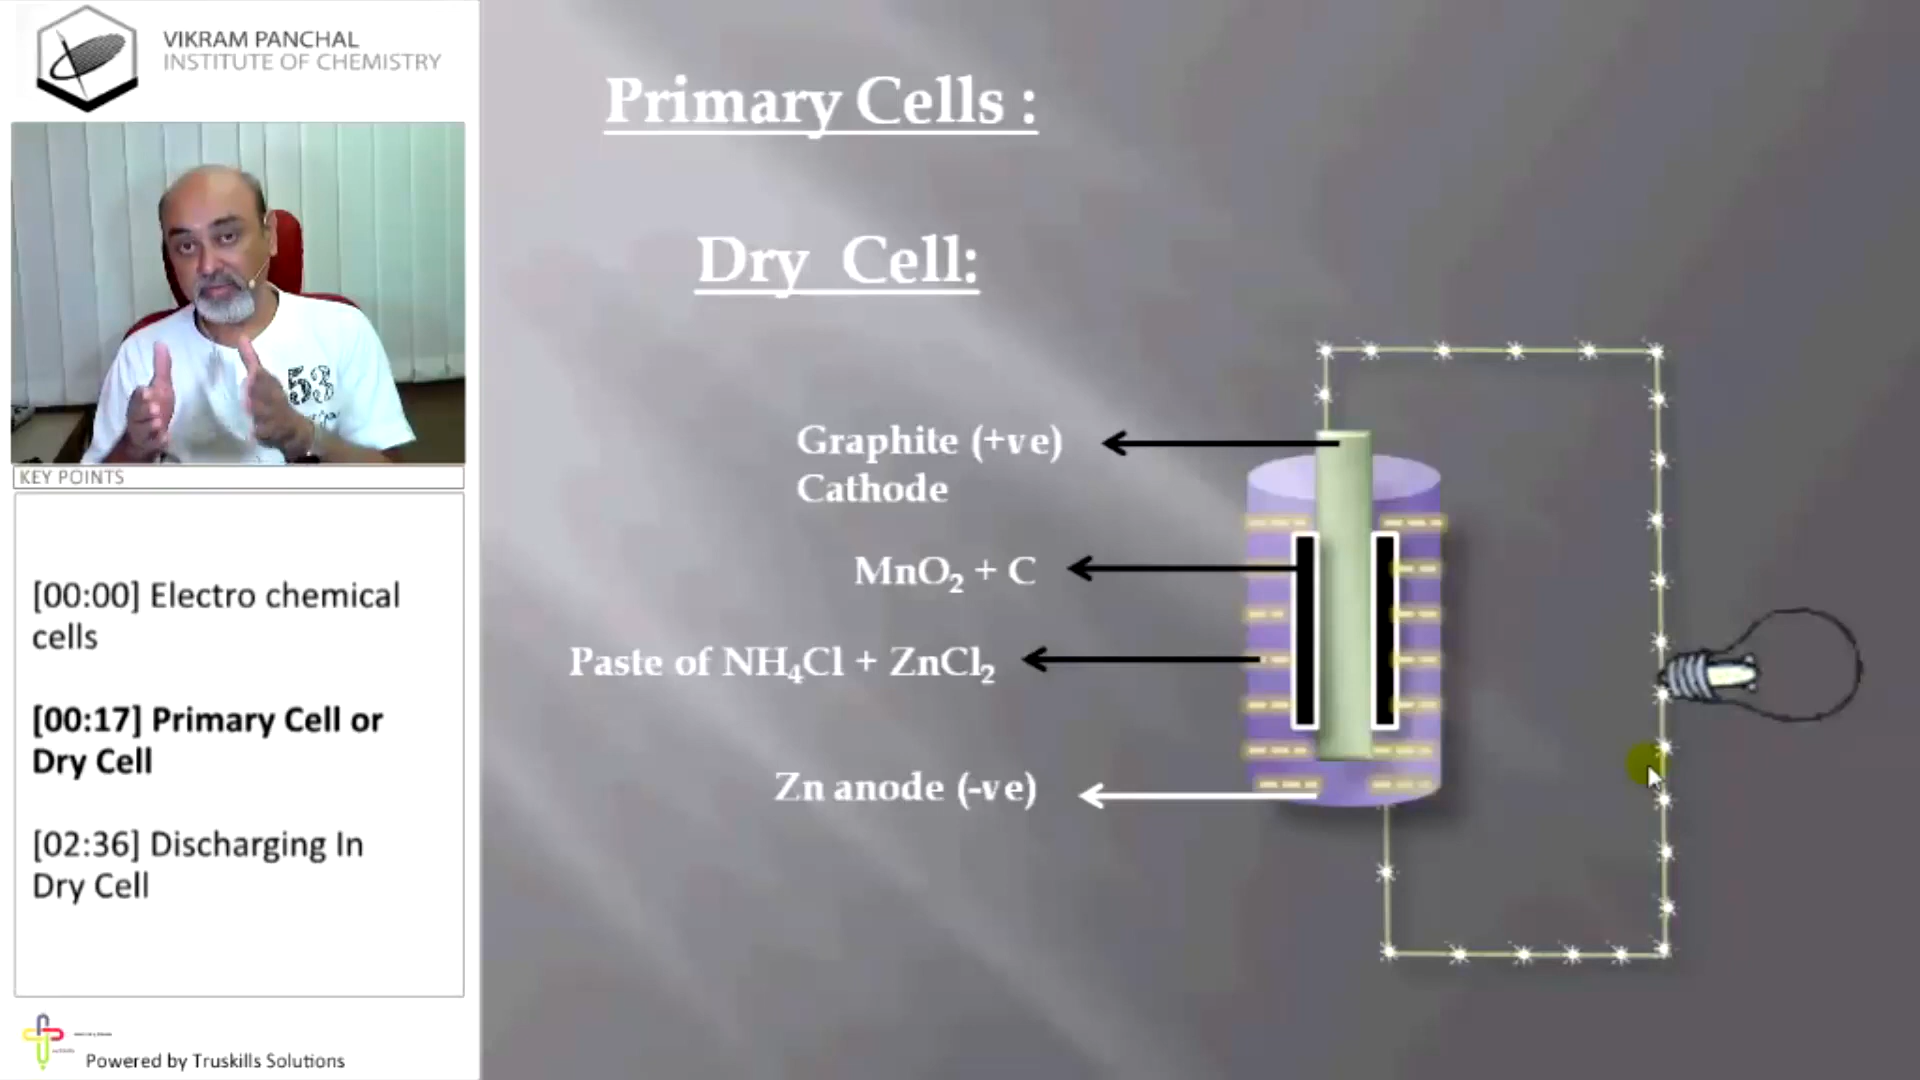 VIKRAM PANCHAL
INSTITUTE OF CHEMISTRY
53
KEY POINTS
[00:00] Electro chemical
cells
[00:17] Primary Cell or
Dry Cell
[02:36] Discharging In
Dry Cell
Powered by Truskills Solutions
Primary Cells :
Dry Cell:
Graphite (+ve)
Cathode
MnO₂ + C
Paste of NH₄Cl + ZnCl₂
Zn anode (-ve)